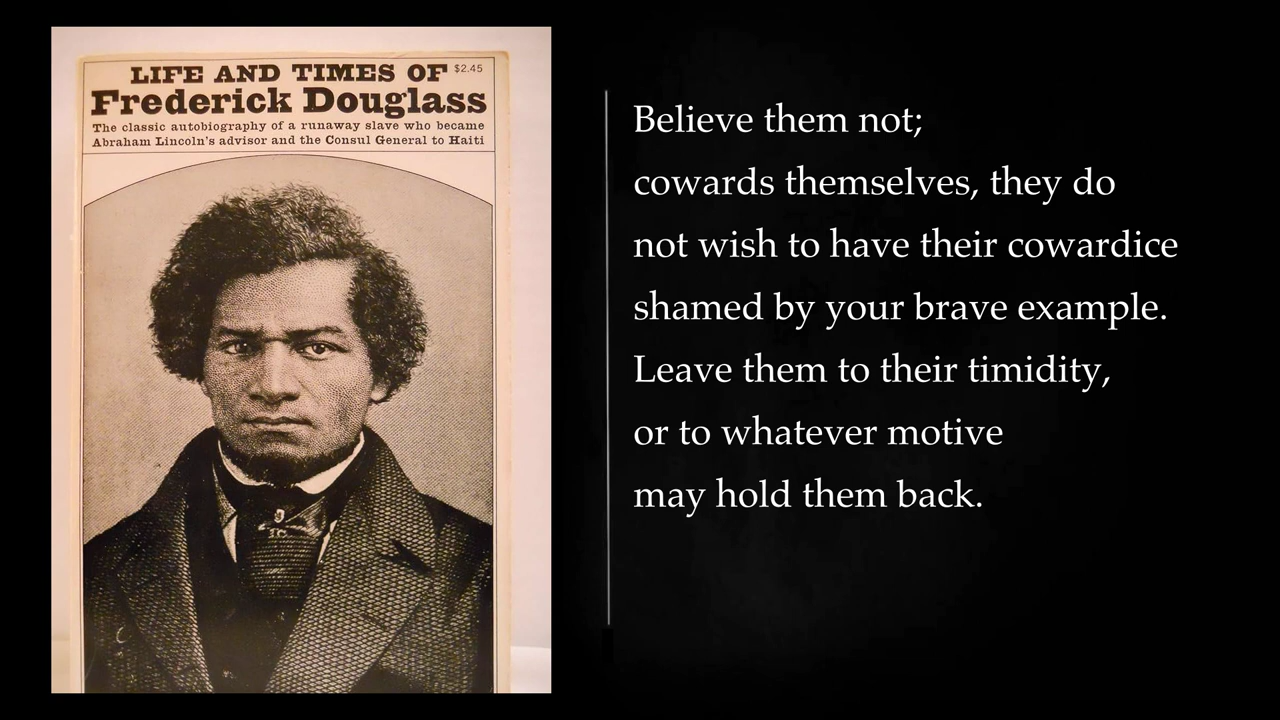 LIFE AND TIMES OF $2.45
Frederick Douglass
The classic autobiography of a runaway slave who became
Abraham Lincoln's advisor and the Consul General to Haiti
Believe them not;
cowards themselves, they do
not wish to have their cowardice
shamed by your brave example.
Leave them to their timidity,
or to whatever motive
may hold them back.